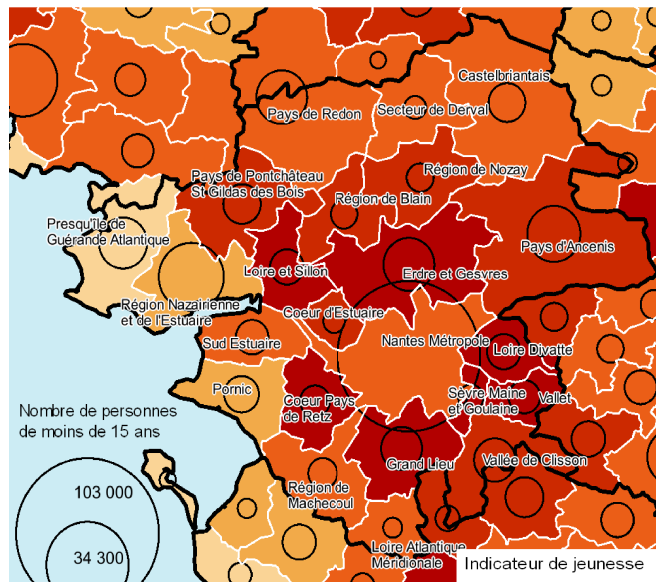 Castelbriantais
Pays de Redon
Secteur de Derval
Pays de Pontchâteau
St Gildas des Bois
Région de Nozay
Région de Blain
Presqu'île de
Guérande Atlantique
Pays d'Ancenis
Loire et Sillon
Erdre et Gesvres
Région Nazairienne
et de l'Estuaire
Coeur d'Estuaire
Sud Estuaire
Nantes Métropole
Loire Divatte
Pornic
Coeur Pays
de Retz
Sèvre Maine
et Goulaine
Vallet
Nombre de personnes
de moins de 15 ans
Grand Lieu
Vallée de Clisson
Région de
Machecoul
103 000
34 300
Loire Atlantique
Méridionale
Indicateur de jeunesse